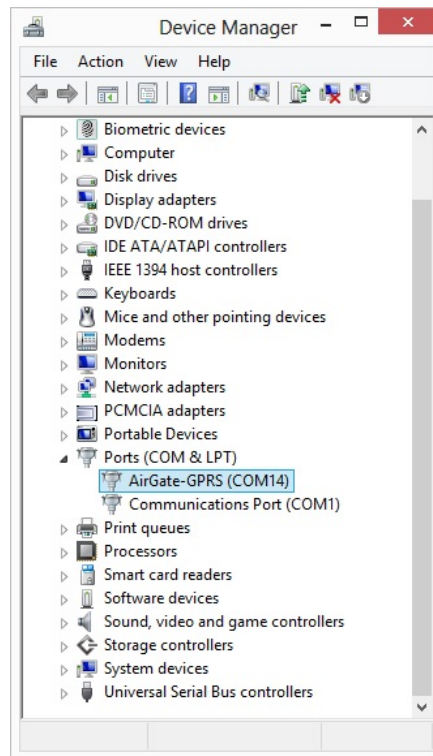 Device Manager
File Action View Help
Biometric devices
Computer
Disk drives
Display adapters
DVD/CD-ROM drives
IDE ATA/ATAPI controllers
IEEE 1394 host controllers
Keyboards
Mice and other pointing devices
Modems
Monitors
Network adapters
PCMCIA adapters
Portable Devices
Ports (COM & LPT)
AirGate-GPRS (COM14)
Communications Port (COM1)
Print queues
Processors
Smart card readers
Software devices
Sound, video and game controllers
Storage controllers
System devices
Universal Serial Bus controllers